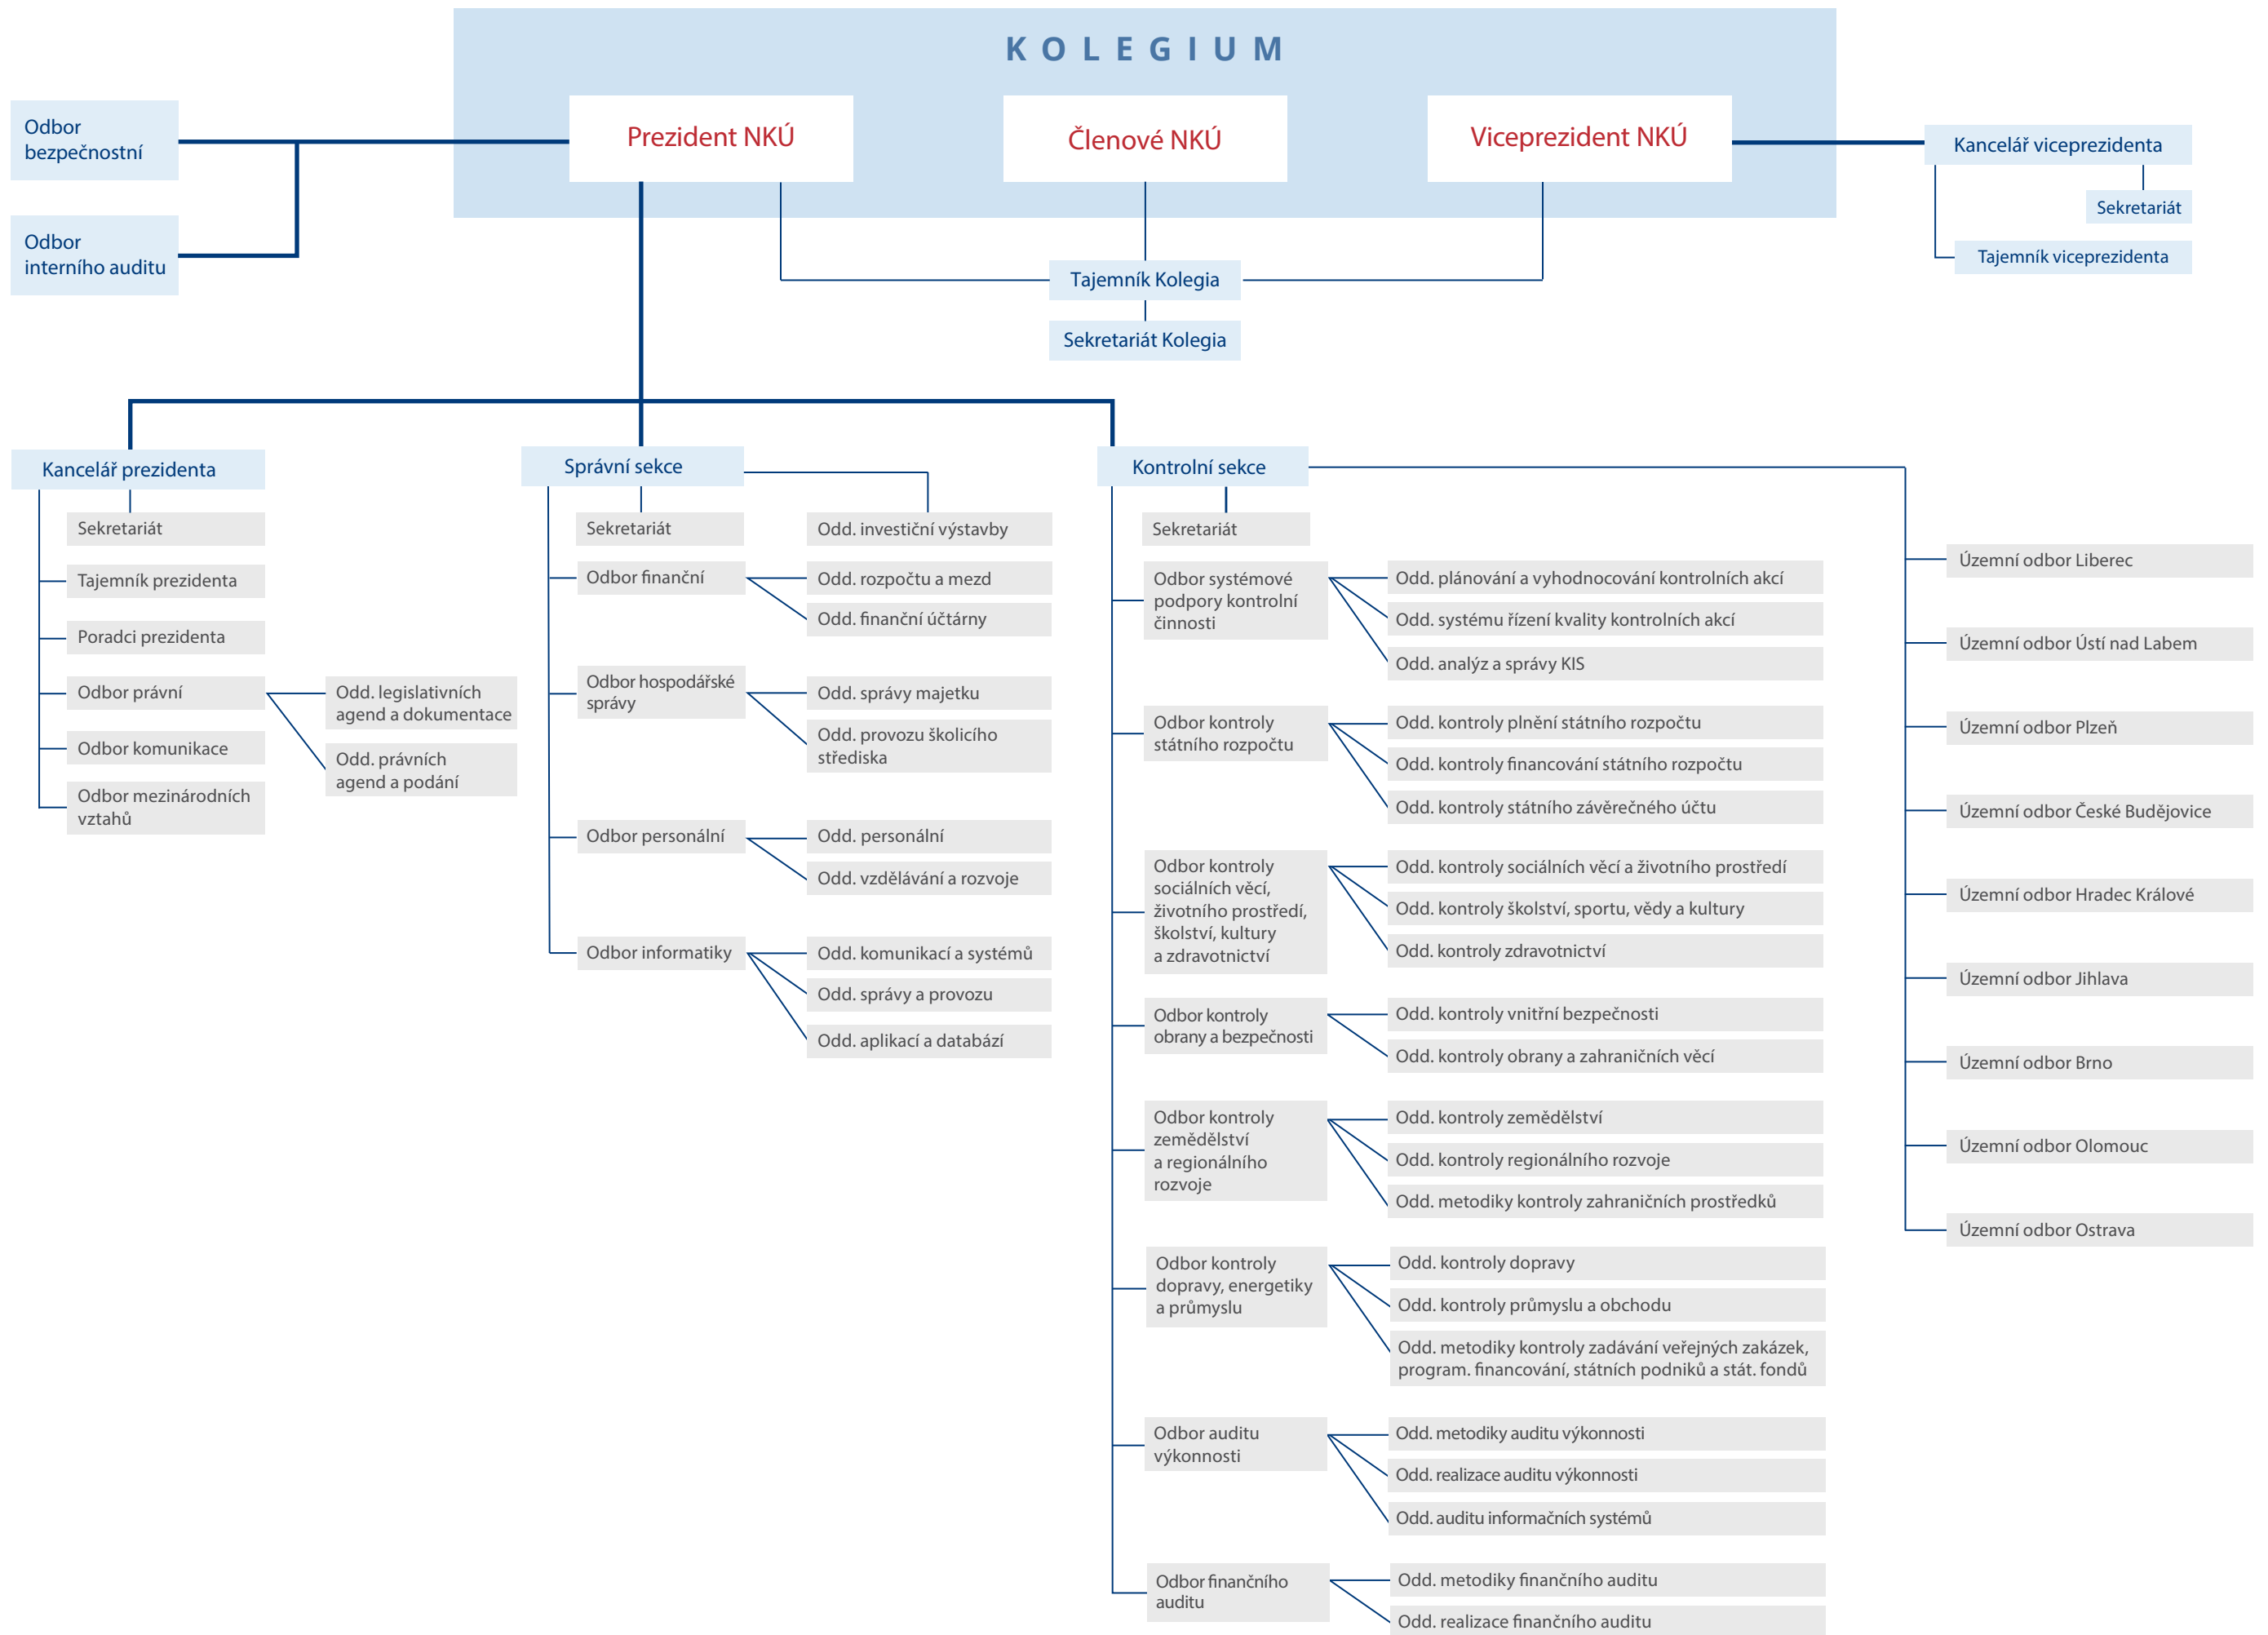 KOLEGIUM
Odbor
bezpečnostní
Prezident NKÚ
Členové NKÚ
Viceprezident NKÚ
Kancelář viceprezidenta
Sekretariát
Tajemník viceprezidenta
Odbor
interního auditu
Tajemník Kolegia
Sekretariát Kolegia
Kancelář prezidenta
Sekretariát
Tajemník prezidenta
Poradci prezidenta
Odbor právní
Odd. legislativních
agend a dokumentace
Odd. právních
agend a podání
Odbor komunikace
Odbor mezinárodních
vztahů
Správní sekce
Sekretariát
Odd. investiční výstavby
Odbor finanční
Odd. rozpočtu a mezd
Odd. finanční účtárny
Odbor hospodářské
správy
Odd. správy majetku
Odd. provozu školicího
střediska
Odbor personální
Odd. personální
Odd. vzdělávání a rozvoje
Odbor informatiky
Odd. komunikací a systémů
Odd. správy a provozu
Odd. aplikací a databází
Kontrolní sekce
Sekretariát
Odbor systémové
podpory kontrolní
činnosti
Odd. plánování a vyhodnocování kontrolních akcí
Odd. systému řízení kvality kontrolních akcí
Odd. analýz a správy KIS
Odbor kontroly
státního rozpočtu
Odd. kontroly plnění státního rozpočtu
Odd. kontroly financování státního rozpočtu
Odd. kontroly státního závěrečného účtu
Odbor kontroly
sociálních věcí,
životního prostředí,
školství, kultury
a zdravotnictví
Odd. kontroly sociálních věcí a životního prostředí
Odd. kontroly školství, sportu, vědy a kultury
Odd. kontroly zdravotnictví
Odbor kontroly
obrany a bezpečnosti
Odd. kontroly vnitřní bezpečnosti
Odd. kontroly obrany a zahraničních věcí
Odbor kontroly
zemědělství
a regionálního
rozvoje
Odd. kontroly zemědělství
Odd. kontroly regionálního rozvoje
Odd. metodiky kontroly zahraničních prostředků
Odbor kontroly
dopravy, energetiky
a průmyslu
Odd. kontroly dopravy
Odd. kontroly průmyslu a obchodu
Odd. metodiky kontroly zadávání veřejných zakázek,
program. financování, státních podniků a stát. fondů
Odbor auditu
výkonnosti
Odd. metodiky auditu výkonnosti
Odd. realizace auditu výkonnosti
Odd. auditu informačních systémů
Odbor finančního
auditu
Odd. metodiky finančního auditu
Odd. realizace finančního auditu
Územní odbor Liberec
Územní odbor Ústí nad Labem
Územní odbor Plzeň
Územní odbor České Budějovice
Územní odbor Hradec Králové
Územní odbor Jihlava
Územní odbor Brno
Územní odbor Olomouc
Územní odbor Ostrava